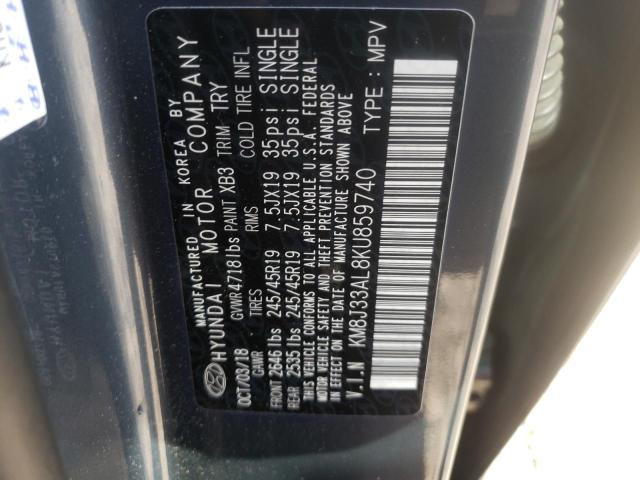 MANUFACTURED IN KOREA BY
HYUNDAI MOTOR COMPANY
OCT/03/18 GVWR 4718 lbs PAINT XB3 TRIM TRY
GAWR TIRES RIMS COLD TIRE INFL
FRONT 2646 lbs 245/45R19 7.5JX19 35psi SINGLE
REAR 2535 lbs 245/45R19 7.5JX19 35psi SINGLE
THIS VEHICLE CONFORMS TO ALL APPLICABLE U.S.A. FEDERAL
MOTOR VEHICLE SAFETY AND THEFT PREVENTION STANDARDS
IN EFFECT ON THE DATE OF MANUFACTURE SHOWN ABOVE
V.I.N KM8J33AL8KU859740 TYPE : MPV